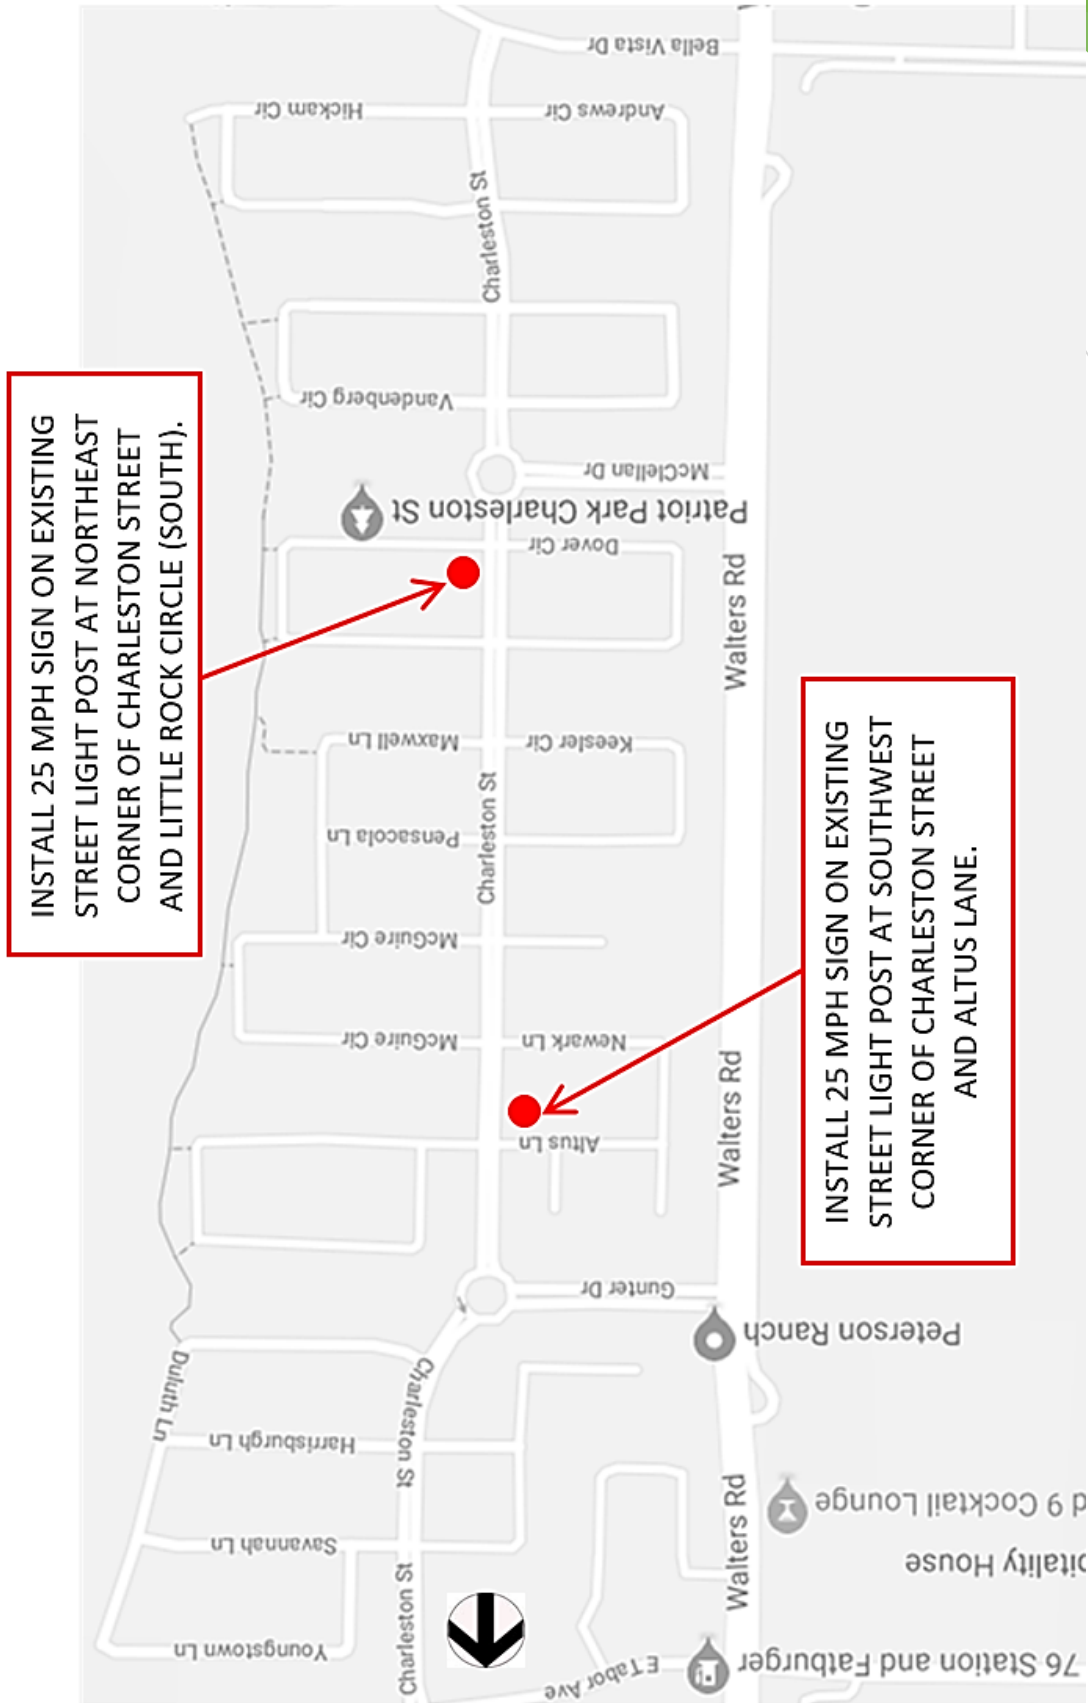 INSTALL 25 MPH SIGN ON EXISTING
STREET LIGHT POST AT NORTHEAST
CORNER OF CHARLESTON STREET
AND LITTLE ROCK CIRCLE (SOUTH).
INSTALL 25 MPH SIGN ON EXISTING
STREET LIGHT POST AT SOUTHWEST
CORNER OF CHARLESTON STREET
AND ALTUS LANE.
Bella Vista Dr
Hickam Cir
Andrews Cir
Charleston St
Vandenberg Cir
McClellan Dr
Patriot Park Charleston St
Dover Cir
Walters Rd
Maxwell Ln
Keesler Cir
Charleston St
Pensacola Ln
McGuire Cir
McGuire Cir
Newark Ln
Walters Rd
Altus Ln
Gunter Dr
Peterson Ranch
Duluth Ln
Charleston St
Harrisburgh Ln
Walters Rd
d 9 Cocktail Lounge
Savannah Ln
pitality House
Charleston St
Youngstown Ln
E Tabor Ave
76 Station and Fatburger